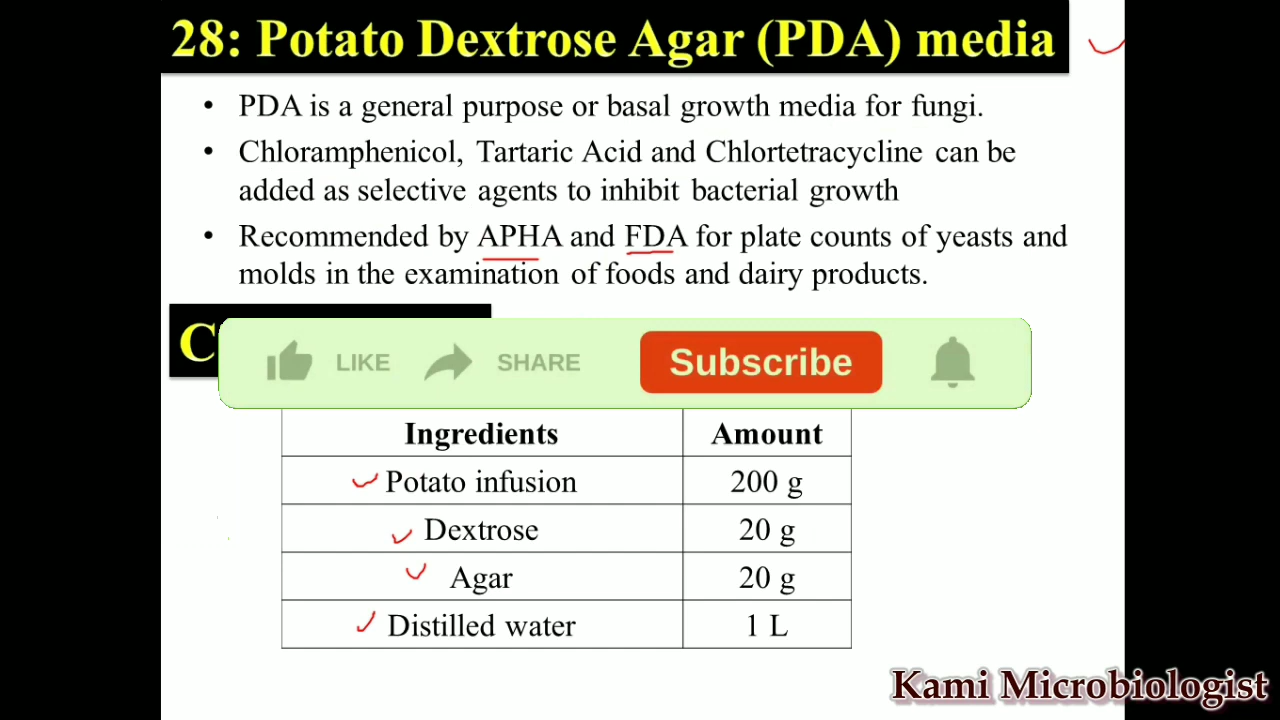 28: Potato Dextrose Agar (PDA) media
• PDA is a general purpose or basal growth media for fungi.
• Chloramphenicol, Tartaric Acid and Chlortetracycline can be
added as selective agents to inhibit bacterial growth
• Recommended by APHA and FDA for plate counts of yeasts and
molds in the examination of foods and dairy products.
LIKE SHARE Subscribe
Ingredients Amount
Potato infusion 200 g
Dextrose 20 g
Agar 20 g
Distilled water 1 L
Kami Microbiologist